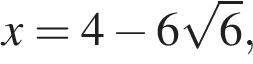 x = 4 − 6√6,